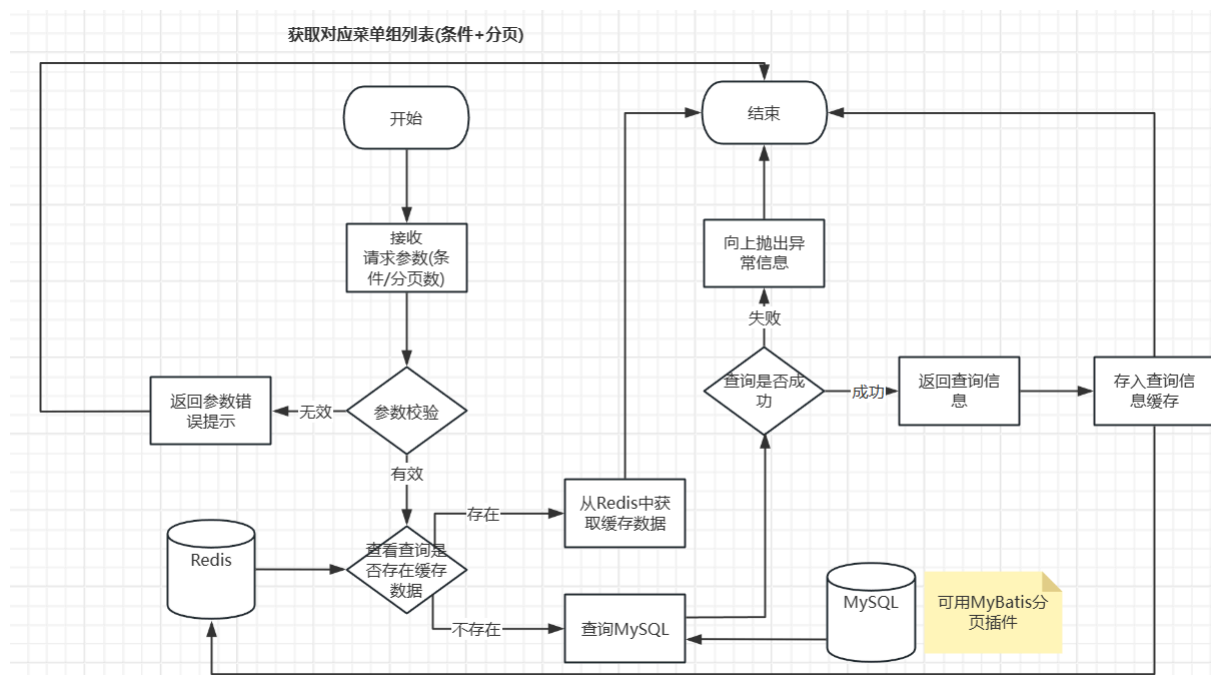 获取对应菜单组列表(条件+分页)
开始
结束
接收
请求参数(条
件/分页数)
向上抛出异
常信息
失败
参数校验
无效
返回参数错
误提示
查询是否成
功
成功
返回查询信
息
存入查询信
息缓存
有效
存在
从Redis中获
取缓存数据
Redis
查看查询是
否存在缓存
数据
不存在
查询MySQL
MySQL
可用MyBatis分
页插件